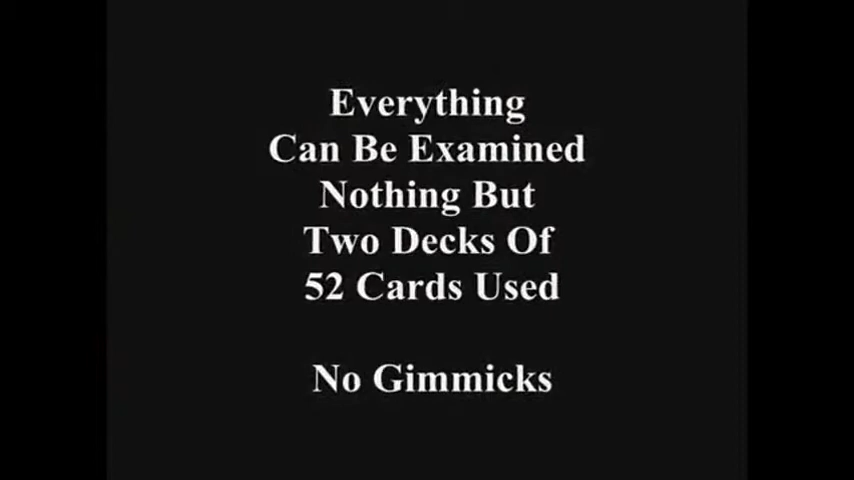 Everything
Can Be Examined
Nothing But
Two Decks Of
52 Cards Used
No Gimmicks